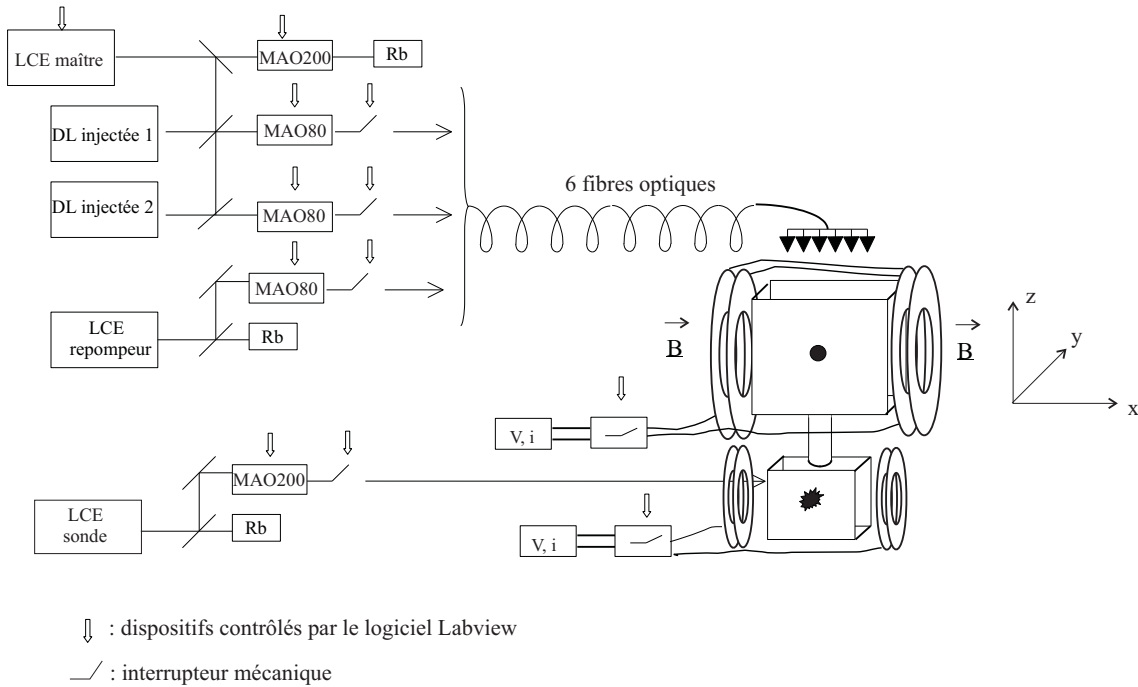 LCE maître
MAO200
Rb
DL injectée 1
MAO80
DL injectée 2
MAO80
6 fibres optiques
MAO80
LCE
repompeur
Rb
B
B
z
y
x
V, i
MAO200
LCE
sonde
Rb
V, i
: dispositifs contrôlés par le logiciel Labview
: interrupteur mécanique